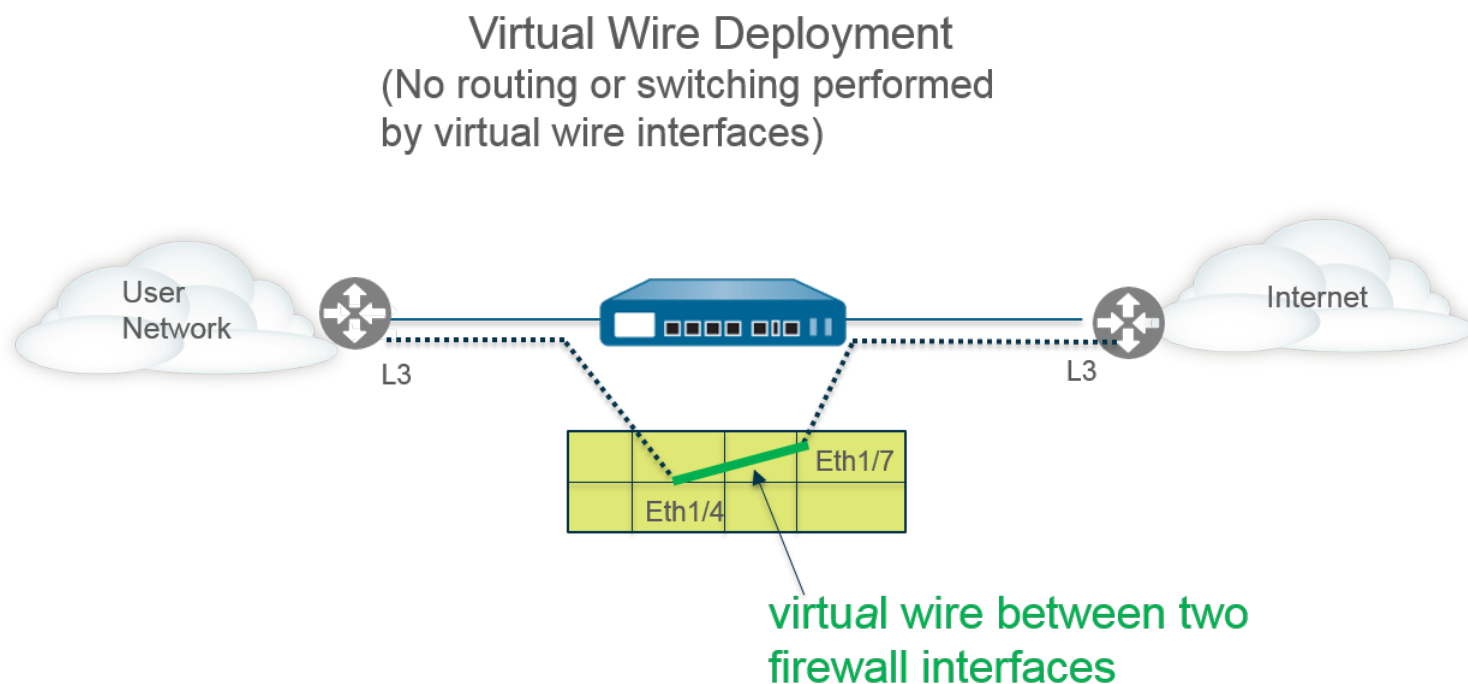 Virtual Wire Deployment
(No routing or switching performed
by virtual wire interfaces)
User
Network
Internet
L3
L3
Eth1/7
Eth1/4
virtual wire between two
firewall interfaces